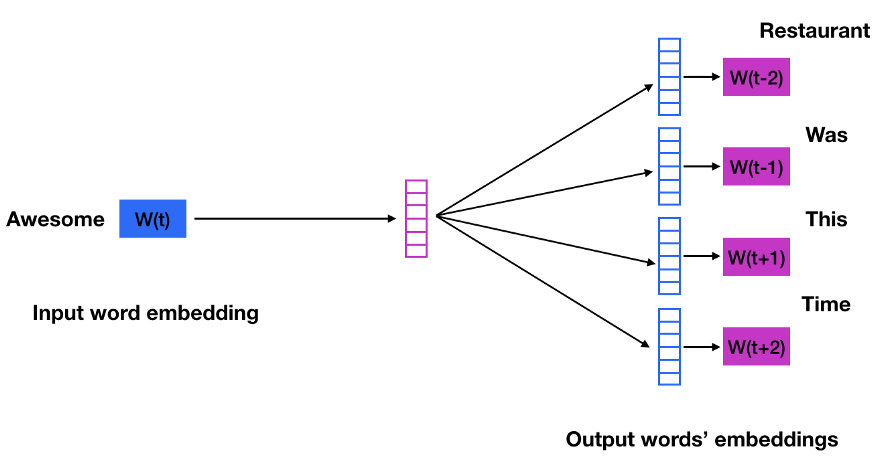 Restaurant
W(t-2)
Was
W(t-1)
Awesome W(t)
This
W(t+1)
Input word embedding
Time
W(t+2)
Output words’ embeddings